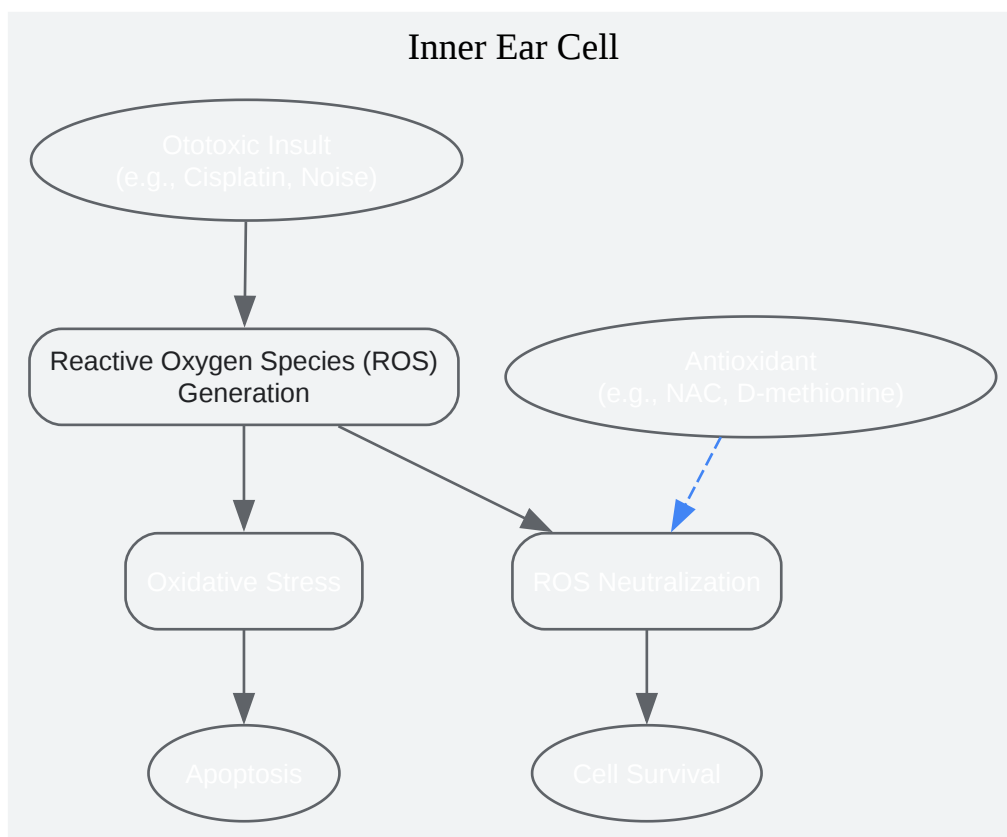 Inner Ear Cell
Ototoxic Insult
(e.g., Cisplatin, Noise)
Reactive Oxygen Species (ROS)
Generation
Antioxidant
(e.g., NAC, D-methionine)
Oxidative Stress
ROS Neutralization
Apoptosis
Cell Survival